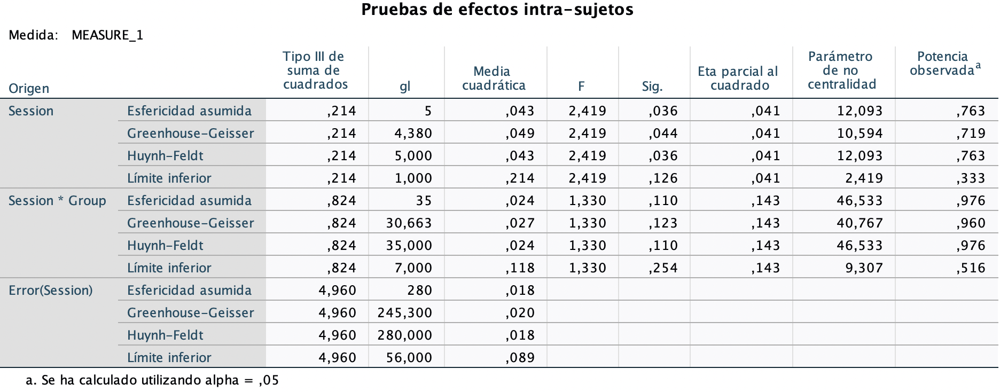 Pruebas de efectos intra-sujetos
Medida: MEASURE_1
Origen Tipo III de suma de cuadrados gl Media cuadrática F Sig. Eta parcial al cuadrado Parámetro de no centralidad Potencia observadaª
Session Esfericidad asumida ,214 5 ,043 2,419 ,036 ,041 12,093 ,763
Greenhouse-Geisser ,214 4,380 ,049 2,419 ,044 ,041 10,594 ,719
Huynh-Feldt ,214 5,000 ,043 2,419 ,036 ,041 12,093 ,763
Límite inferior ,214 1,000 ,214 2,419 ,126 ,041 2,419 ,333
Session * Group Esfericidad asumida ,824 35 ,024 1,330 ,110 ,143 46,533 ,976
Greenhouse-Geisser ,824 30,663 ,027 1,330 ,123 ,143 40,767 ,960
Huynh-Feldt ,824 35,000 ,024 1,330 ,110 ,143 46,533 ,976
Límite inferior ,824 7,000 ,118 1,330 ,254 ,143 9,307 ,516
Error(Session) Esfericidad asumida 4,960 280 ,018
Greenhouse-Geisser 4,960 245,300 ,020
Huynh-Feldt 4,960 280,000 ,018
Límite inferior 4,960 56,000 ,089
a. Se ha calculado utilizando alpha = ,05